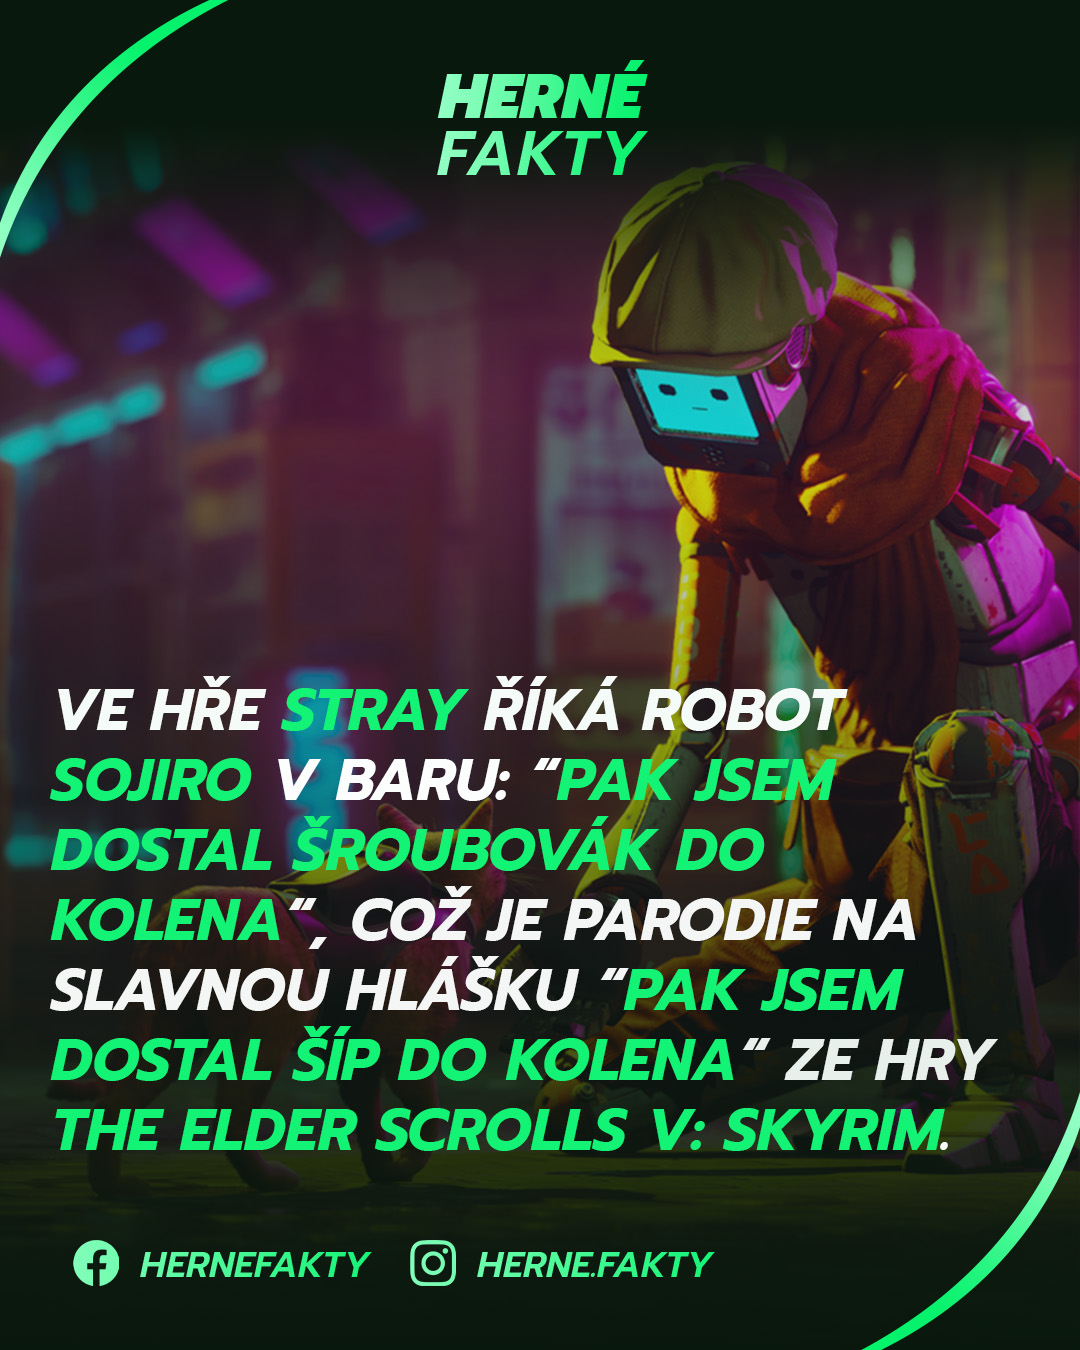 HERNÉ
FAKTY
VE HŘE STRAY ŘÍKÁ ROBOT
SOJIRO V BARU: “PAK JSEM
DOSTAL ŠROUBOVÁK DO
KOLENA“, COŽ JE PARODIE NA
SLAVNOU HLÁŠKU “PAK JSEM
DOSTAL ŠÍP DO KOLENA“ ZE HRY
THE ELDER SCROLLS V: SKYRIM.
HERNEFAKTY HERNE.FAKTY